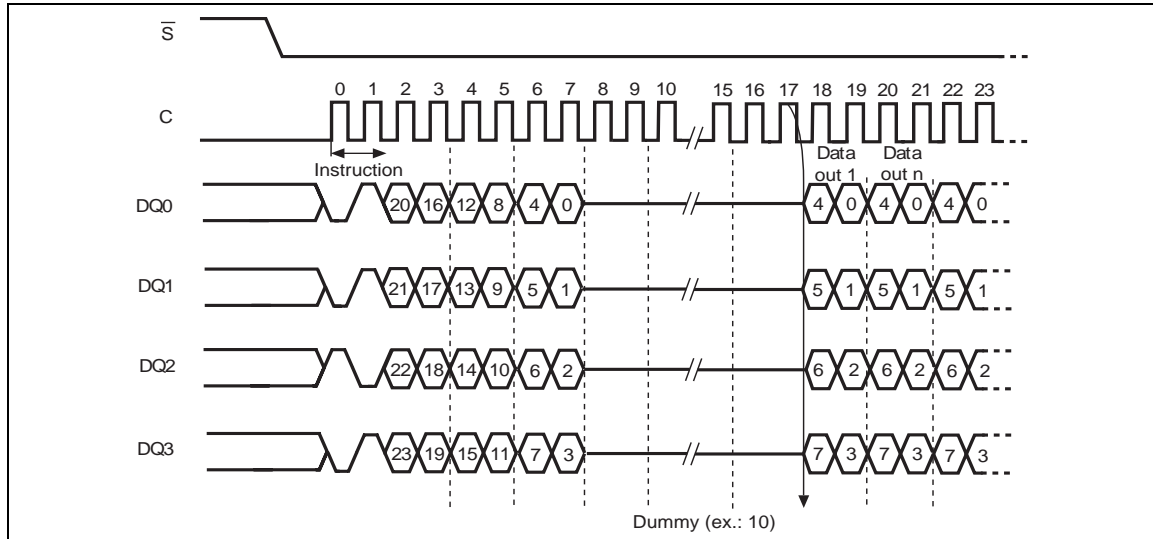 S
0 1 2 3 4 5 6 7 8 9 10 15 16 17 18 19 20 21 22 23
C
Instruction
Data out 1
Data out n
DQ0 20 16 12 8 4 0 4 0 4 0 4 0
DQ1 21 17 13 9 5 1 5 1 5 1 5 1
DQ2 22 18 14 10 6 2 6 2 6 2 6 2
DQ3 23 19 15 11 7 3 7 3 7 3 7 3
Dummy (ex.: 10)